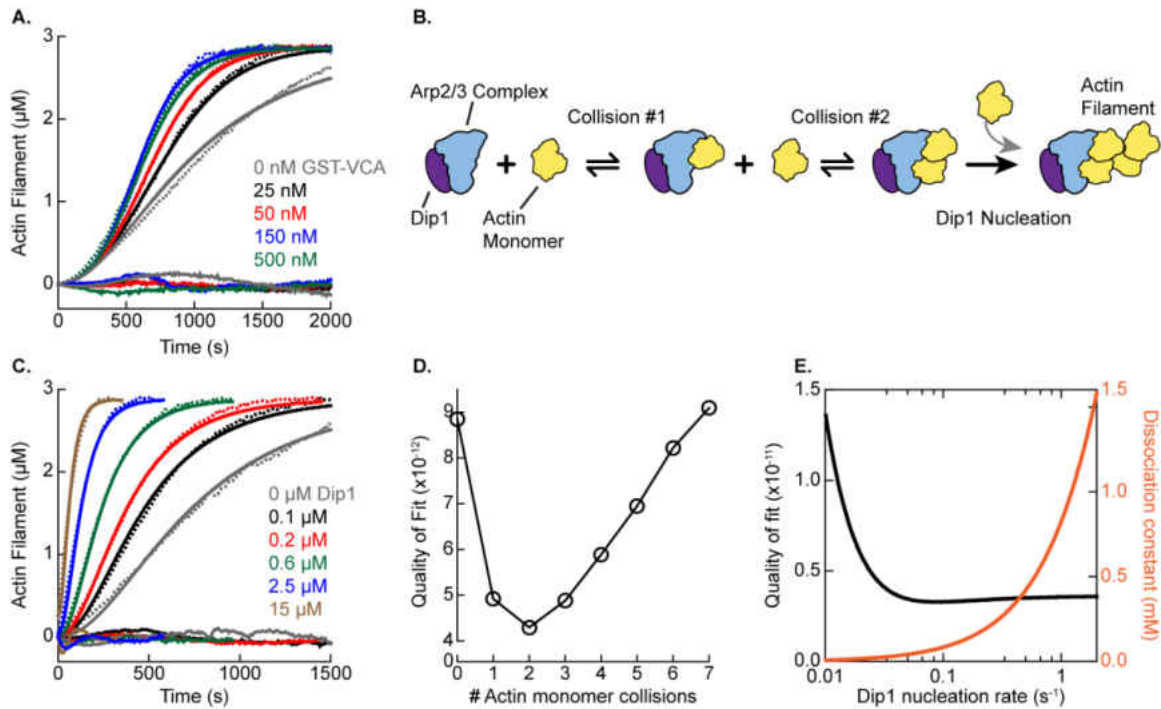 A.
Actin Filament (µM)
3
2
1
0
0 nM GST-VCA
25 nM
50 nM
150 nM
500 nM
0
500
1000
1500
2000
Time (s)
B.
Arp2/3 Complex
Collision #1
Collision #2
Actin
Filament
+
+
Dip1
Actin
Monomer
Dip1 Nucleation
C.
Actin Filament (µM)
3
2
1
0
0 µM Dip1
0.1 µM
0.2 µM
0.6 µM
2.5 µM
15 µM
0
500
1000
1500
Time (s)
D.
Quality of Fit (x10⁻¹²)
9
8
7
6
5
4
0
1
2
3
4
5
6
7
# Actin monomer collisions
E.
Quality of fit (x10⁻¹¹)
1.5
1.0
0.5
0.0
0.01
0.1
1
Dip1 nucleation rate (s⁻¹)
1.5
1.0
0.5
0.0
Dissociation constant (mM)